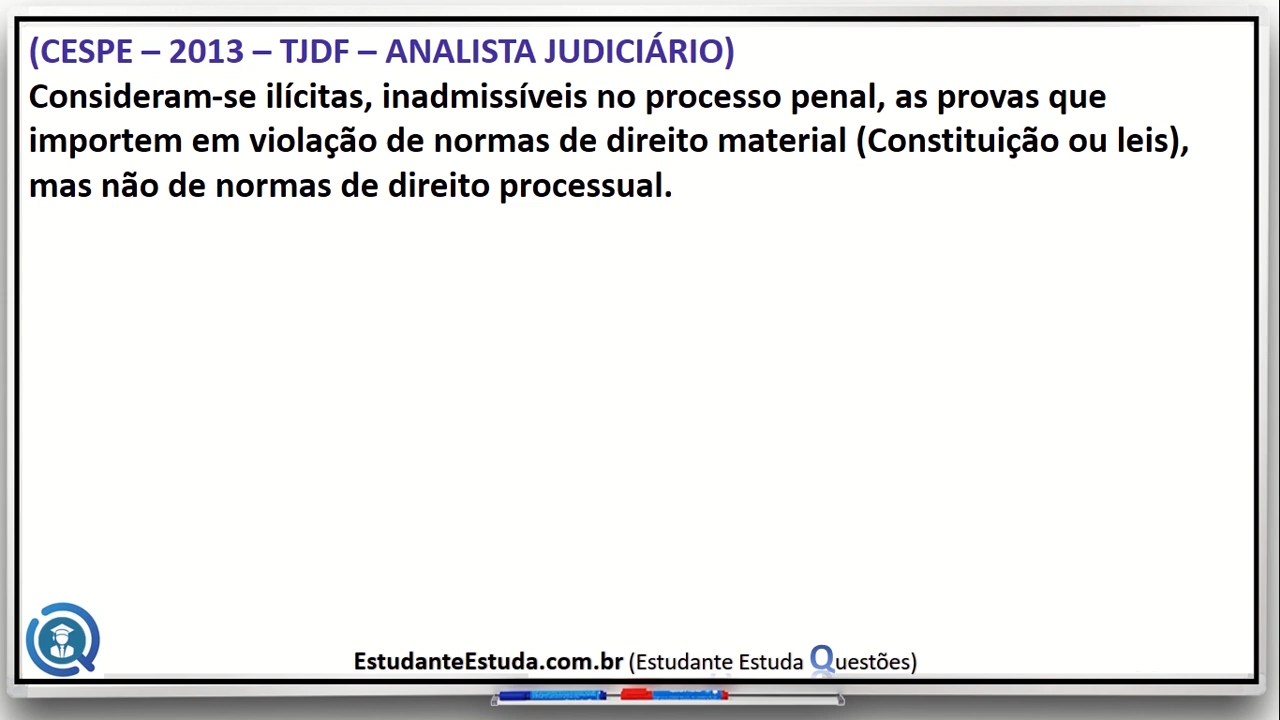 (CESPE – 2013 – TJDF – ANALISTA JUDICIÁRIO)
Consideram-se ilícitas, inadmissíveis no processo penal, as provas que
importem em violação de normas de direito material (Constituição ou leis),
mas não de normas de direito processual.
EstudanteEstuda.com.br (Estudante Estuda Questões)